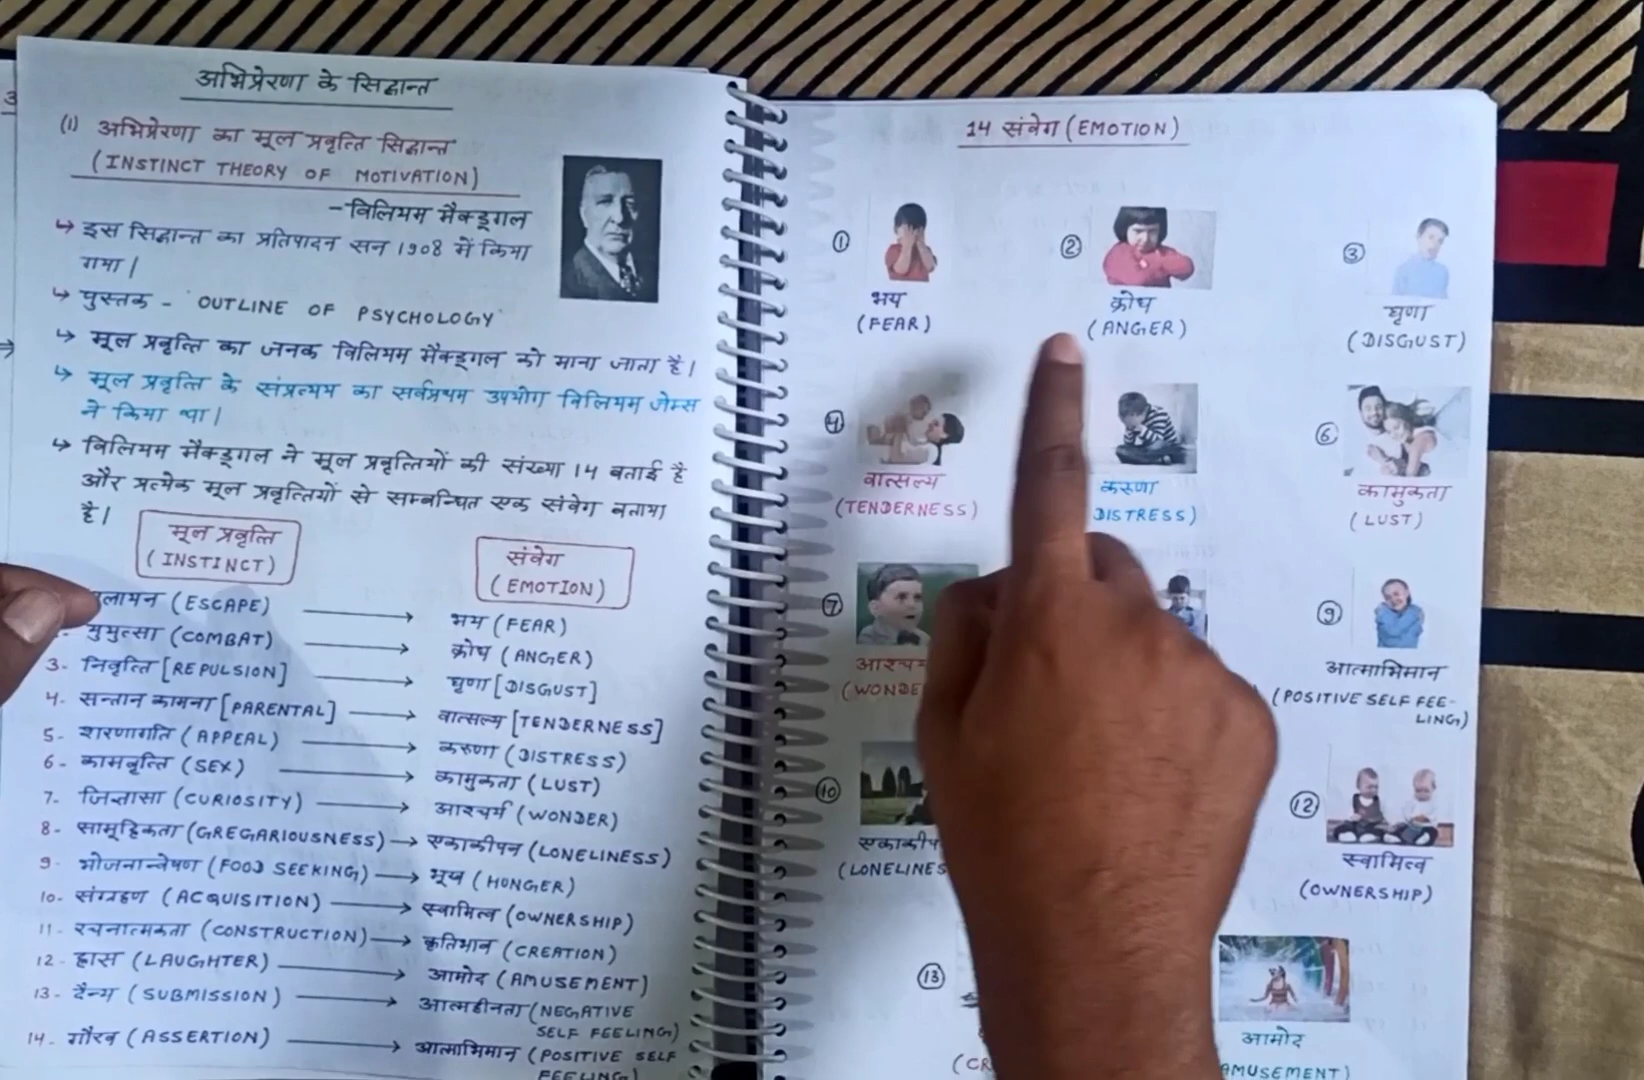 अभिप्रेरणा के सिद्धान्त
(1) अभिप्रेरणा का मूल प्रवृत्ति सिद्धान्त
(INSTINCT THEORY OF MOTIVATION)
- विलियम मैक्डूगल
↳ इस सिद्धान्त का प्रतिपादन सन 1908 में किया
गया |
↳ पुस्तक - OUTLINE OF PSYCHOLOGY
↳ मूल प्रवृत्ति का जनक विलियम मैक्डूगल को माना जाता है |
↳ मूल प्रवृत्ति के संप्रत्यय का सर्वप्रथम उपयोग विलियम जेम्स
ने किया था |
↳ विलियम मैक्डूगल ने मूल प्रवृत्तियों की संख्या 14 बताई है
और प्रत्येक मूल प्रवृत्तियों से सम्बन्धित एक संवेग बताया
है |
मूल प्रवृत्ति
(INSTINCT)
संवेग
(EMOTION)
(ESCAPE) → भय (FEAR)
युयुत्सा (COMBAT) → क्रोध (ANGER)
3- निवृत्ति [REPULSION] → घृणा [DISGUST]
4- सन्तान कामना [PARENTAL] → वात्सल्य [TENDERNESS]
5- शरणागति (APPEAL) → करुणा (DISTRESS)
6- कामवृत्ति (SEX) → कामुकता (LUST)
7- जिज्ञासा (CURIOSITY) → आश्चर्य (WONDER)
8- सामूहिकता (GREGARIOUSNESS) → एकाकीपन (LONELINESS)
9- भोजनान्वेषण (FOOD SEEKING) → भूख (HONGER)
10- संग्रहण (ACQUISITION) → स्वामित्व (OWNERSHIP)
11- रचनात्मकता (CONSTRUCTION) → कृतिभाव (CREATION)
12- हास (LAUGHTER) → आमोद (AMUSEMENT)
13- दैन्य (SUBMISSION) → आत्महीनता (NEGATIVE
SELF FEELING)
14- गौरव (ASSERTION) → आत्माभिमान (POSITIVE SELF
FEELING)
14 संवेग (EMOTION)
① ② ③
भय क्रोध घृणा
(FEAR) (ANGER) (DISGUST)
④ ⑥
वात्सल्य करुणा कामुकता
(TENDERNESS) DISTRESS) (LUST)
⑦ ⑨
आत्माभिमान
(WONDE (POSITIVE SELF FEE-
LING)
⑩ ⑫
एकाकीप स्वामित्व
(LONELINES (OWNERSHIP)
⑬
आमोद
(CR AMUSEMENT)